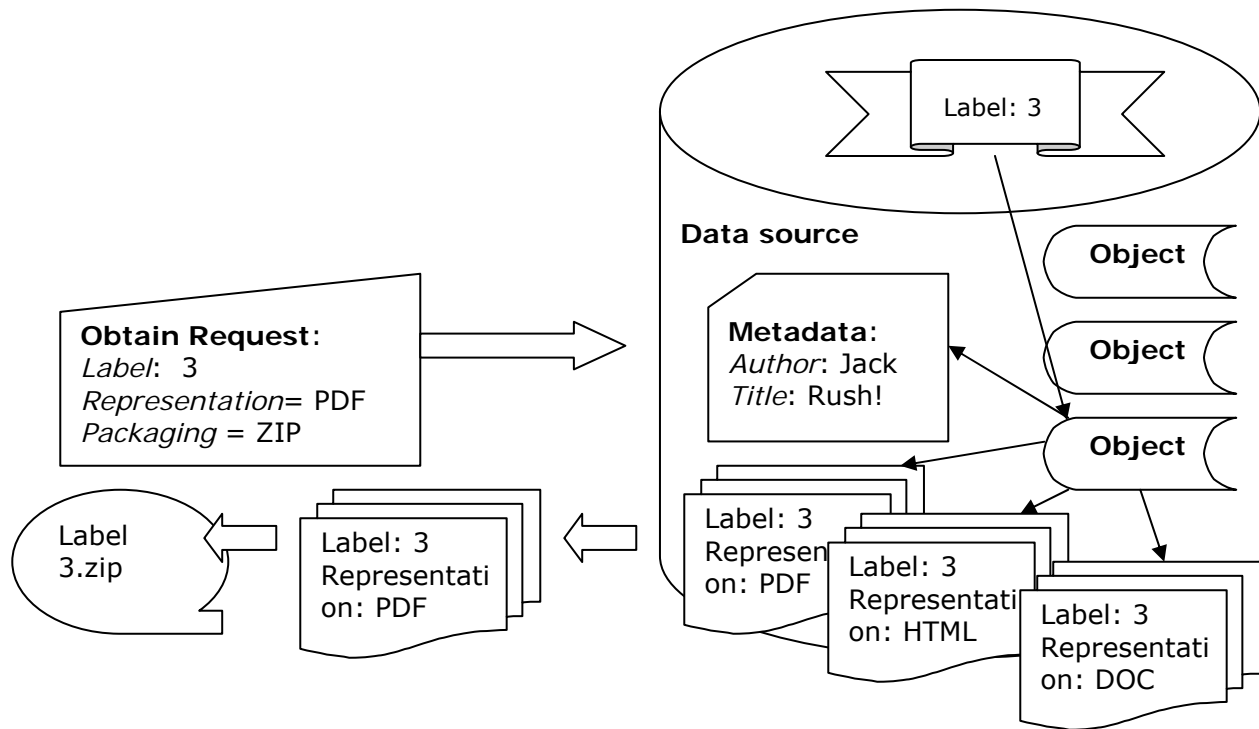 Label: 3
Data source
Object
Object
Object
Metadata:
Author: Jack
Title: Rush!
Obtain Request:
Label:  3
Representation= PDF
Packaging = ZIP
Label: 3
Represen
on: PDF
Label: 3
Representati
on: HTML
Label: 3
Representati
on: DOC
Label: 3
Representati
on: PDF
Label
3.zip